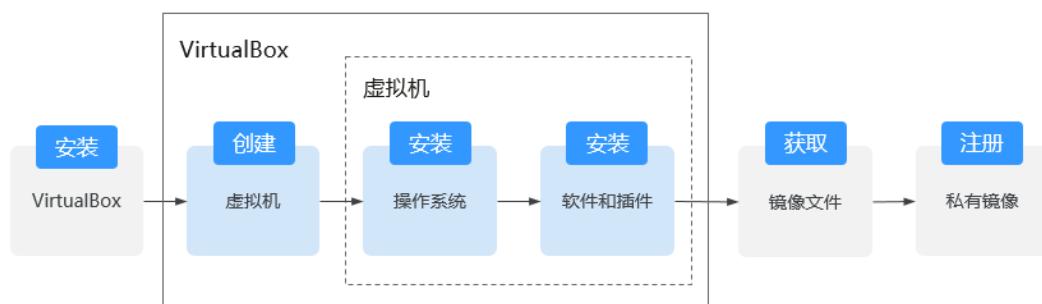 VirtualBox
虚拟机
安装
VirtualBox
创建
虚拟机
安装
操作系统
安装
软件和插件
获取
镜像文件
注册
私有镜像